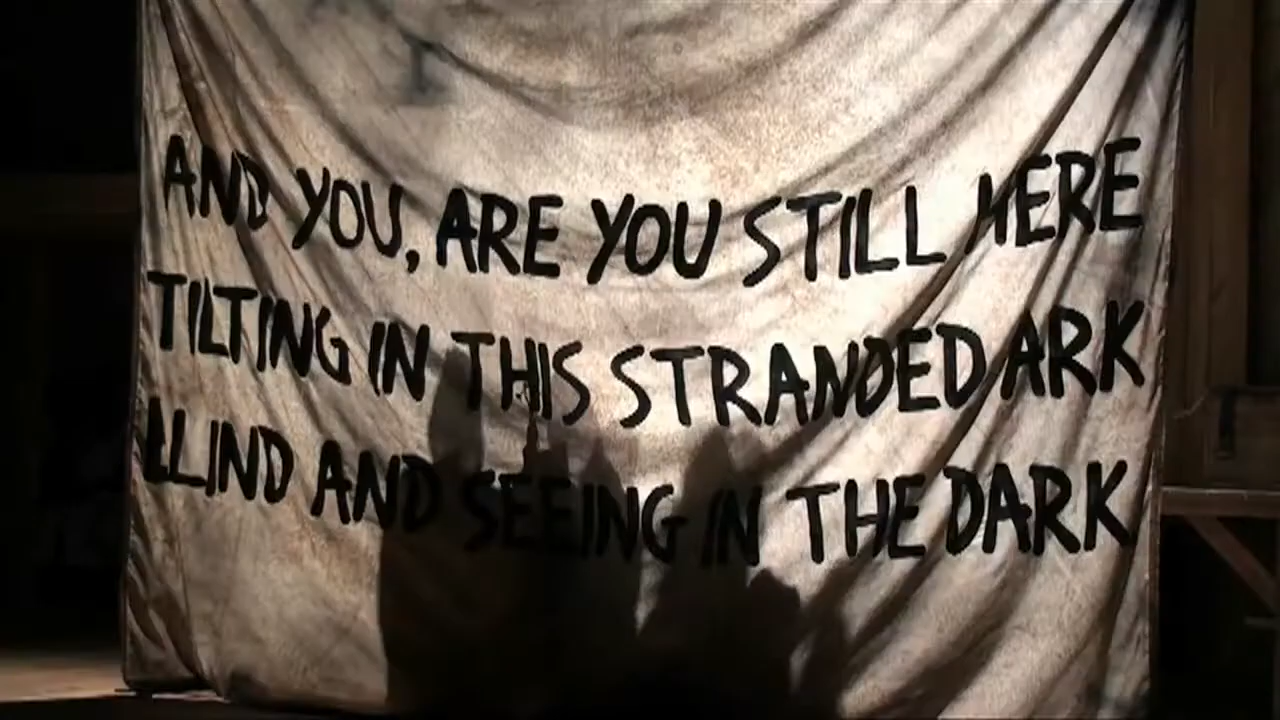 AND YOU, ARE YOU STILL HERE
TILTING IN THIS STRANDED ARK
BLIND AND SEEING IN THE DARK